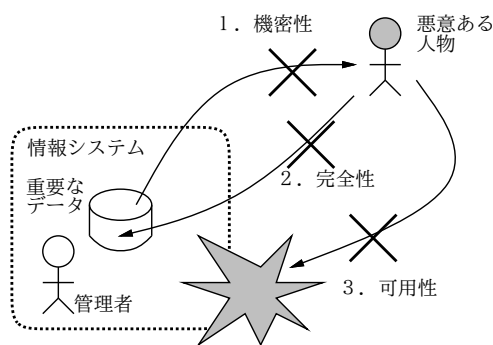 1．機密性
悪意ある
人物
情報システム
重要な
データ
2．完全性
管理者
3．可用性